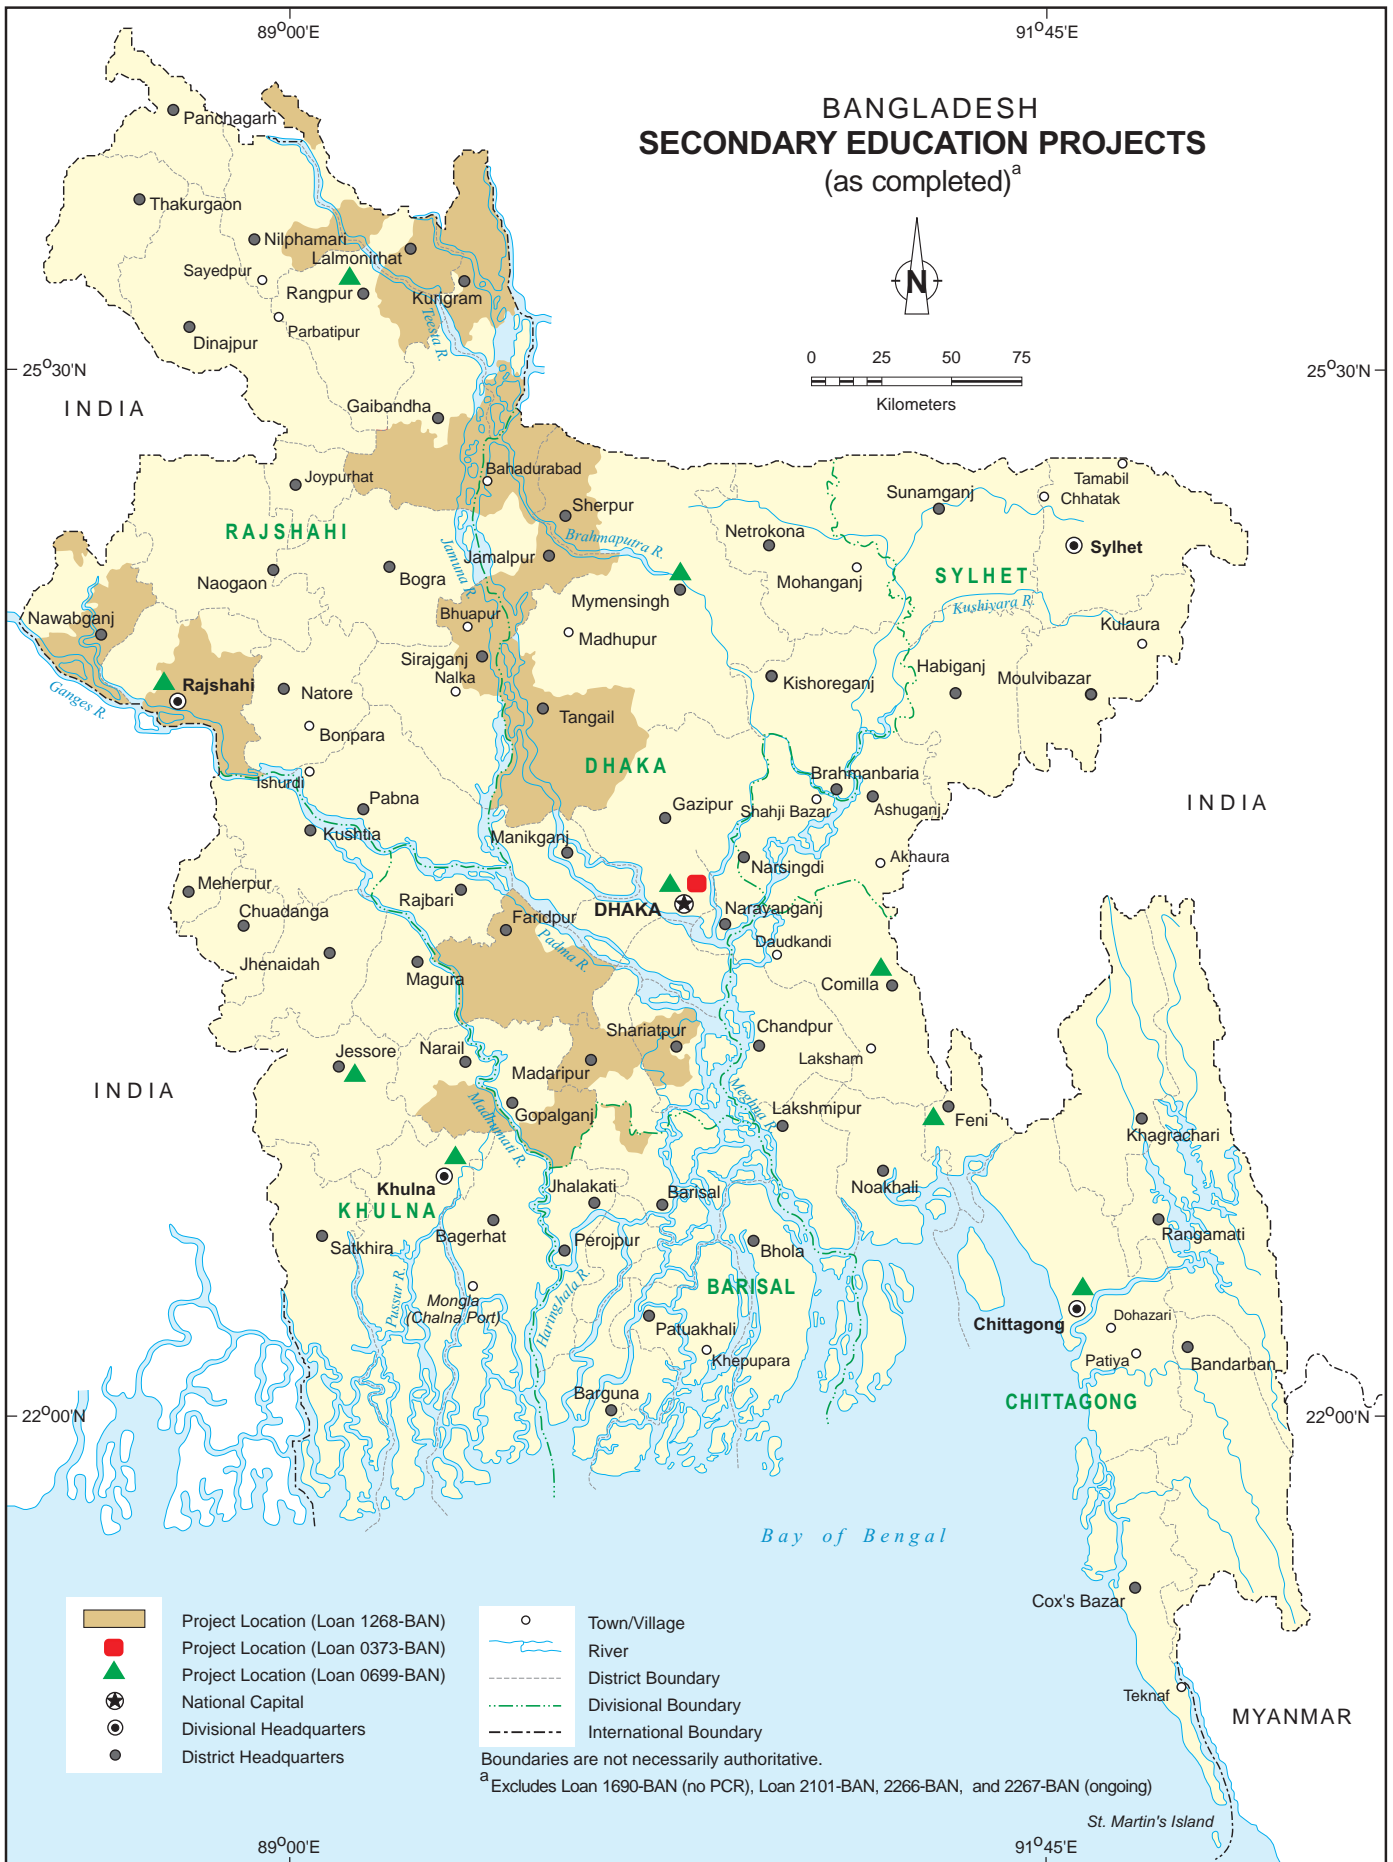 89°00'E
91°45'E
BANGLADESH
SECONDARY EDUCATION PROJECTS
(as completed)a
N
0 25 50 75
Kilometers
25°30'N
25°30'N
INDIA
Panchagarh
Thakurgaon
Nilphamari
Lalmonirhat
Sayedpur
Rangpur
Kurigram
Parbatipur
Dinajpur
Teesta R.
Gaibandha
Joypurhat
Bahadurabad
Sherpur
RAJSHAHI
Brahmaputra R.
Jamuna R.
Jamalpur
Naogaon
Bogra
Netrokona
Mohanganj
Sunamganj
Tamabil
Chhatak
Sylhet
SYLHET
Kushiyara R.
Kulaura
Nawabganj
Bhuapur
Mymensingh
Madhupur
Sirajganj
Nalka
Habiganj
Moulvibazar
Kishoreganj
Ganges R.
Rajshahi
Natore
Bonpara
Tangail
DHAKA
Ishurdi
Pabna
Kushtia
Gazipur
Brahmanbaria
Shahji Bazar
Ashuganj
INDIA
Manikganj
Narsingdi
Akhaura
Meherpur
Chuadanga
Rajbari
Faridpur
DHAKA
Narayanganj
Jhenaidah
Magura
Padma R.
Daudkandi
Comilla
Shariatpur
Chandpur
Laksham
Jessore
Narail
Madaripur
INDIA
Gopalganj
Madhumati R.
Meghna R.
Lakshmipur
Feni
Khagrachari
Khulna
KHULNA
Jhalakati
Barisal
Noakhali
Satkhira
Bagerhat
Perojpur
Bhola
Rangamati
BARISAL
Pussur R.
Mongla
(Chalna Port)
Haringhata R.
Patuakhali
Khepupara
Chittagong
Dohazari
Patiya
Bandarban
Barguna
CHITTAGONG
22°00'N
22°00'N
Bay of Bengal
Cox's Bazar
Teknaf
MYANMAR
St. Martin's Island
Project Location (Loan 1268-BAN)
Project Location (Loan 0373-BAN)
Project Location (Loan 0699-BAN)
National Capital
Divisional Headquarters
District Headquarters
Town/Village
River
District Boundary
Divisional Boundary
International Boundary
Boundaries are not necessarily authoritative.
a Excludes Loan 1690-BAN (no PCR), Loan 2101-BAN, 2266-BAN, and 2267-BAN (ongoing)
89°00'E
91°45'E